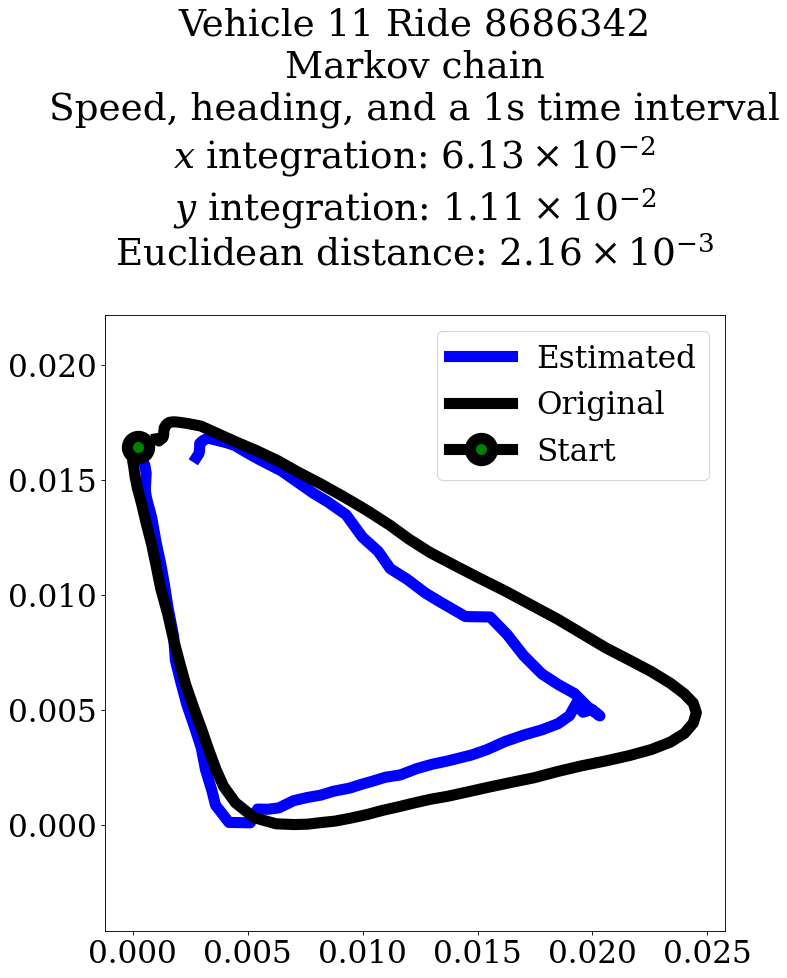 Vehicle 11 Ride 8686342
Markov chain
Speed, heading, and a 1s time interval
x integration: 6.13 × 10⁻²
y integration: 1.11 × 10⁻²
Euclidean distance: 2.16 × 10⁻³
Estimated
Original
Start
0.020
0.015
0.010
0.005
0.000
0.000 0.005 0.010 0.015 0.020 0.025